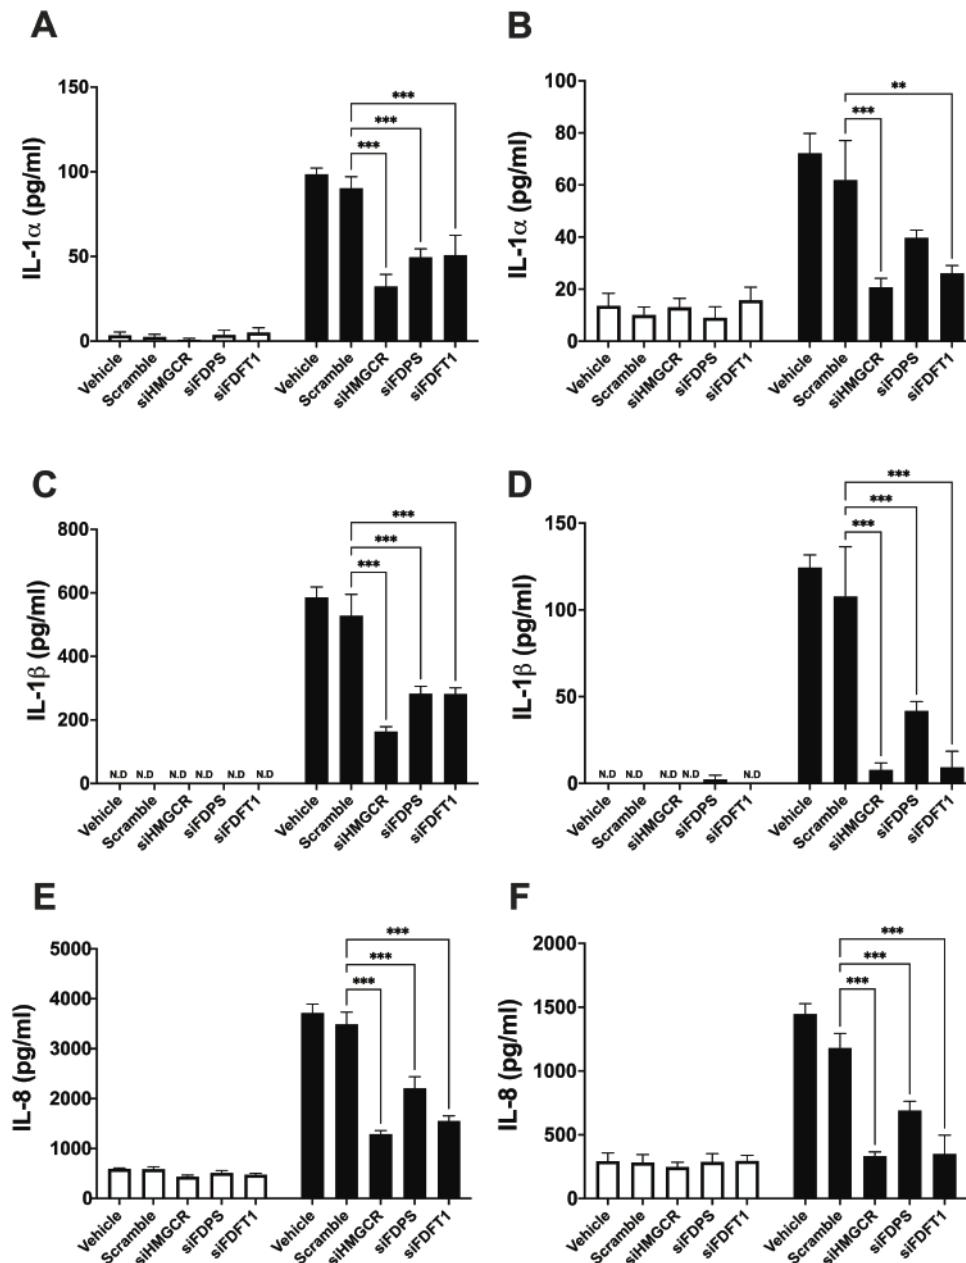 A
IL-1α (pg/ml)
150
100
50
0
***
***
***
Vehicle
Scramble
siHMGCR
siFDPS
siFDFT1
Vehicle
Scramble
siHMGCR
siFDPS
siFDFT1
B
IL-1α (pg/ml)
100
80
60
40
20
0
**
***
Vehicle
Scramble
siHMGCR
siFDPS
siFDFT1
Vehicle
Scramble
siHMGCR
siFDPS
siFDFT1
C
IL-1β (pg/ml)
800
600
400
200
0
***
***
***
N.D N.D N.D N.D N.D N.D
Vehicle
Scramble
siHMGCR
siFDPS
siFDFT1
Vehicle
Scramble
siHMGCR
siFDPS
siFDFT1
D
IL-1β (pg/ml)
150
100
50
0
***
***
***
N.D N.D N.D N.D N.D
Vehicle
Scramble
siHMGCR
siFDPS
siFDFT1
Vehicle
Scramble
siHMGCR
siFDPS
siFDFT1
E
IL-8 (pg/ml)
5000
4000
3000
2000
1000
0
***
***
***
Vehicle
Scramble
siHMGCR
siFDPS
siFDFT1
Vehicle
Scramble
siHMGCR
siFDPS
siFDFT1
F
IL-8 (pg/ml)
2000
1500
1000
500
0
***
***
***
Vehicle
Scramble
siHMGCR
siFDPS
siFDFT1
Vehicle
Scramble
siHMGCR
siFDPS
siFDFT1